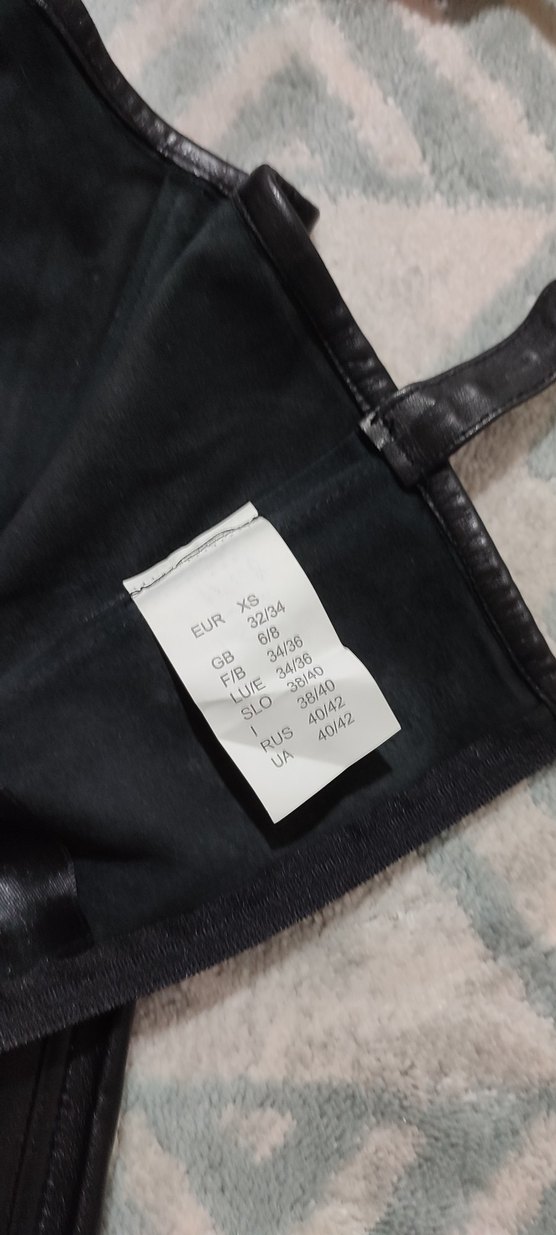 XS
EUR 32/34
GB 6/8
F/B 34/36
LU/E 34/36
SLO 38/40
I 38/40
RUS 40/42
UA 40/42